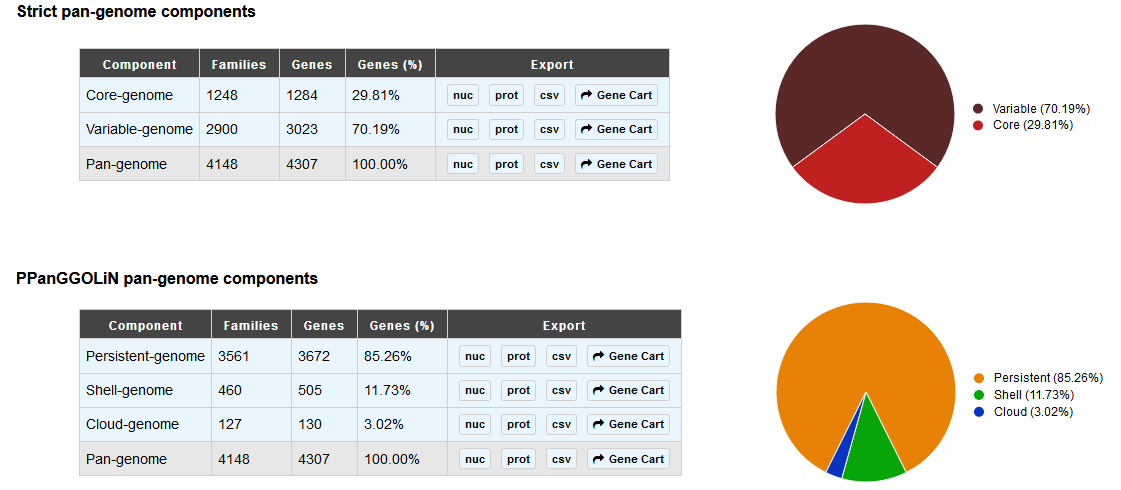 Strict pan-genome components
Component Families Genes Genes (%) Export
Core-genome 1248 1284 29.81% nuc prot csv Gene Cart
Variable-genome 2900 3023 70.19% nuc prot csv Gene Cart
Pan-genome 4148 4307 100.00% nuc prot csv Gene Cart
Variable (70.19%)
Core (29.81%)
PPanGGOLiN pan-genome components
Component Families Genes Genes (%) Export
Persistent-genome 3561 3672 85.26% nuc prot csv Gene Cart
Shell-genome 460 505 11.73% nuc prot csv Gene Cart
Cloud-genome 127 130 3.02% nuc prot csv Gene Cart
Pan-genome 4148 4307 100.00% nuc prot csv Gene Cart
Persistent (85.26%)
Shell (11.73%)
Cloud (3.02%)